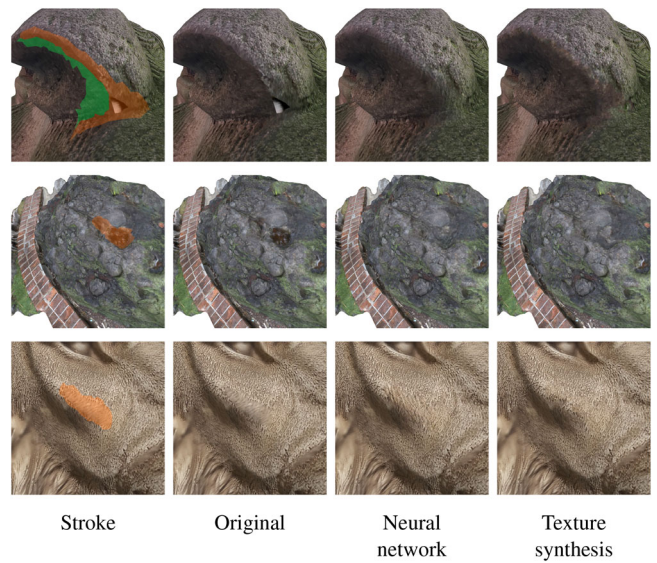 Stroke
Original
Neural
network
Texture
synthesis